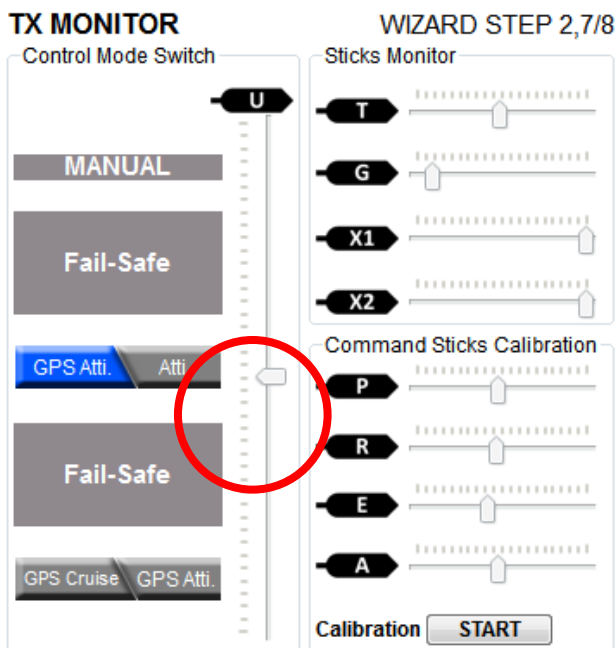 TX MONITOR WIZARD STEP 2,7/8
Control Mode Switch
U
MANUAL
Fail-Safe
GPS Atti. Atti
Fail-Safe
GPS Cruise GPS Atti.
Sticks Monitor
T
G
X1
X2
Command Sticks Calibration
P
R
E
A
Calibration START